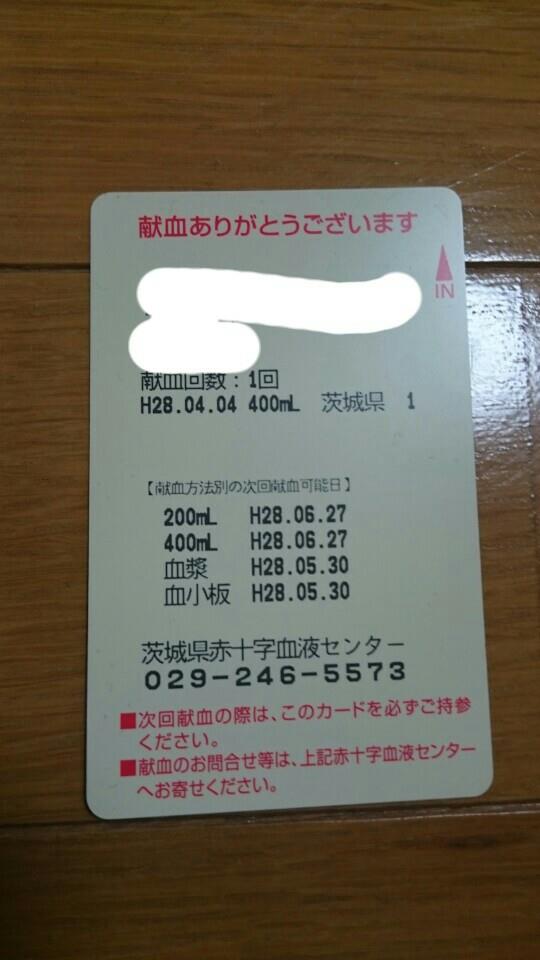 献血ありがとうございます
IN
献血回数：1回
H28.04.04 400mL 茨城県 1
【献血方法別の次回献血可能日】
200mL H28.06.27
400mL H28.06.27
血漿 H28.05.30
血小板 H28.05.30
茨城県赤十字血液センター
029-246-5573
■次回献血の際は、このカードを必ずご持参
ください。
■献血のお問合せ等は、上記赤十字血液センター
へお寄せください。